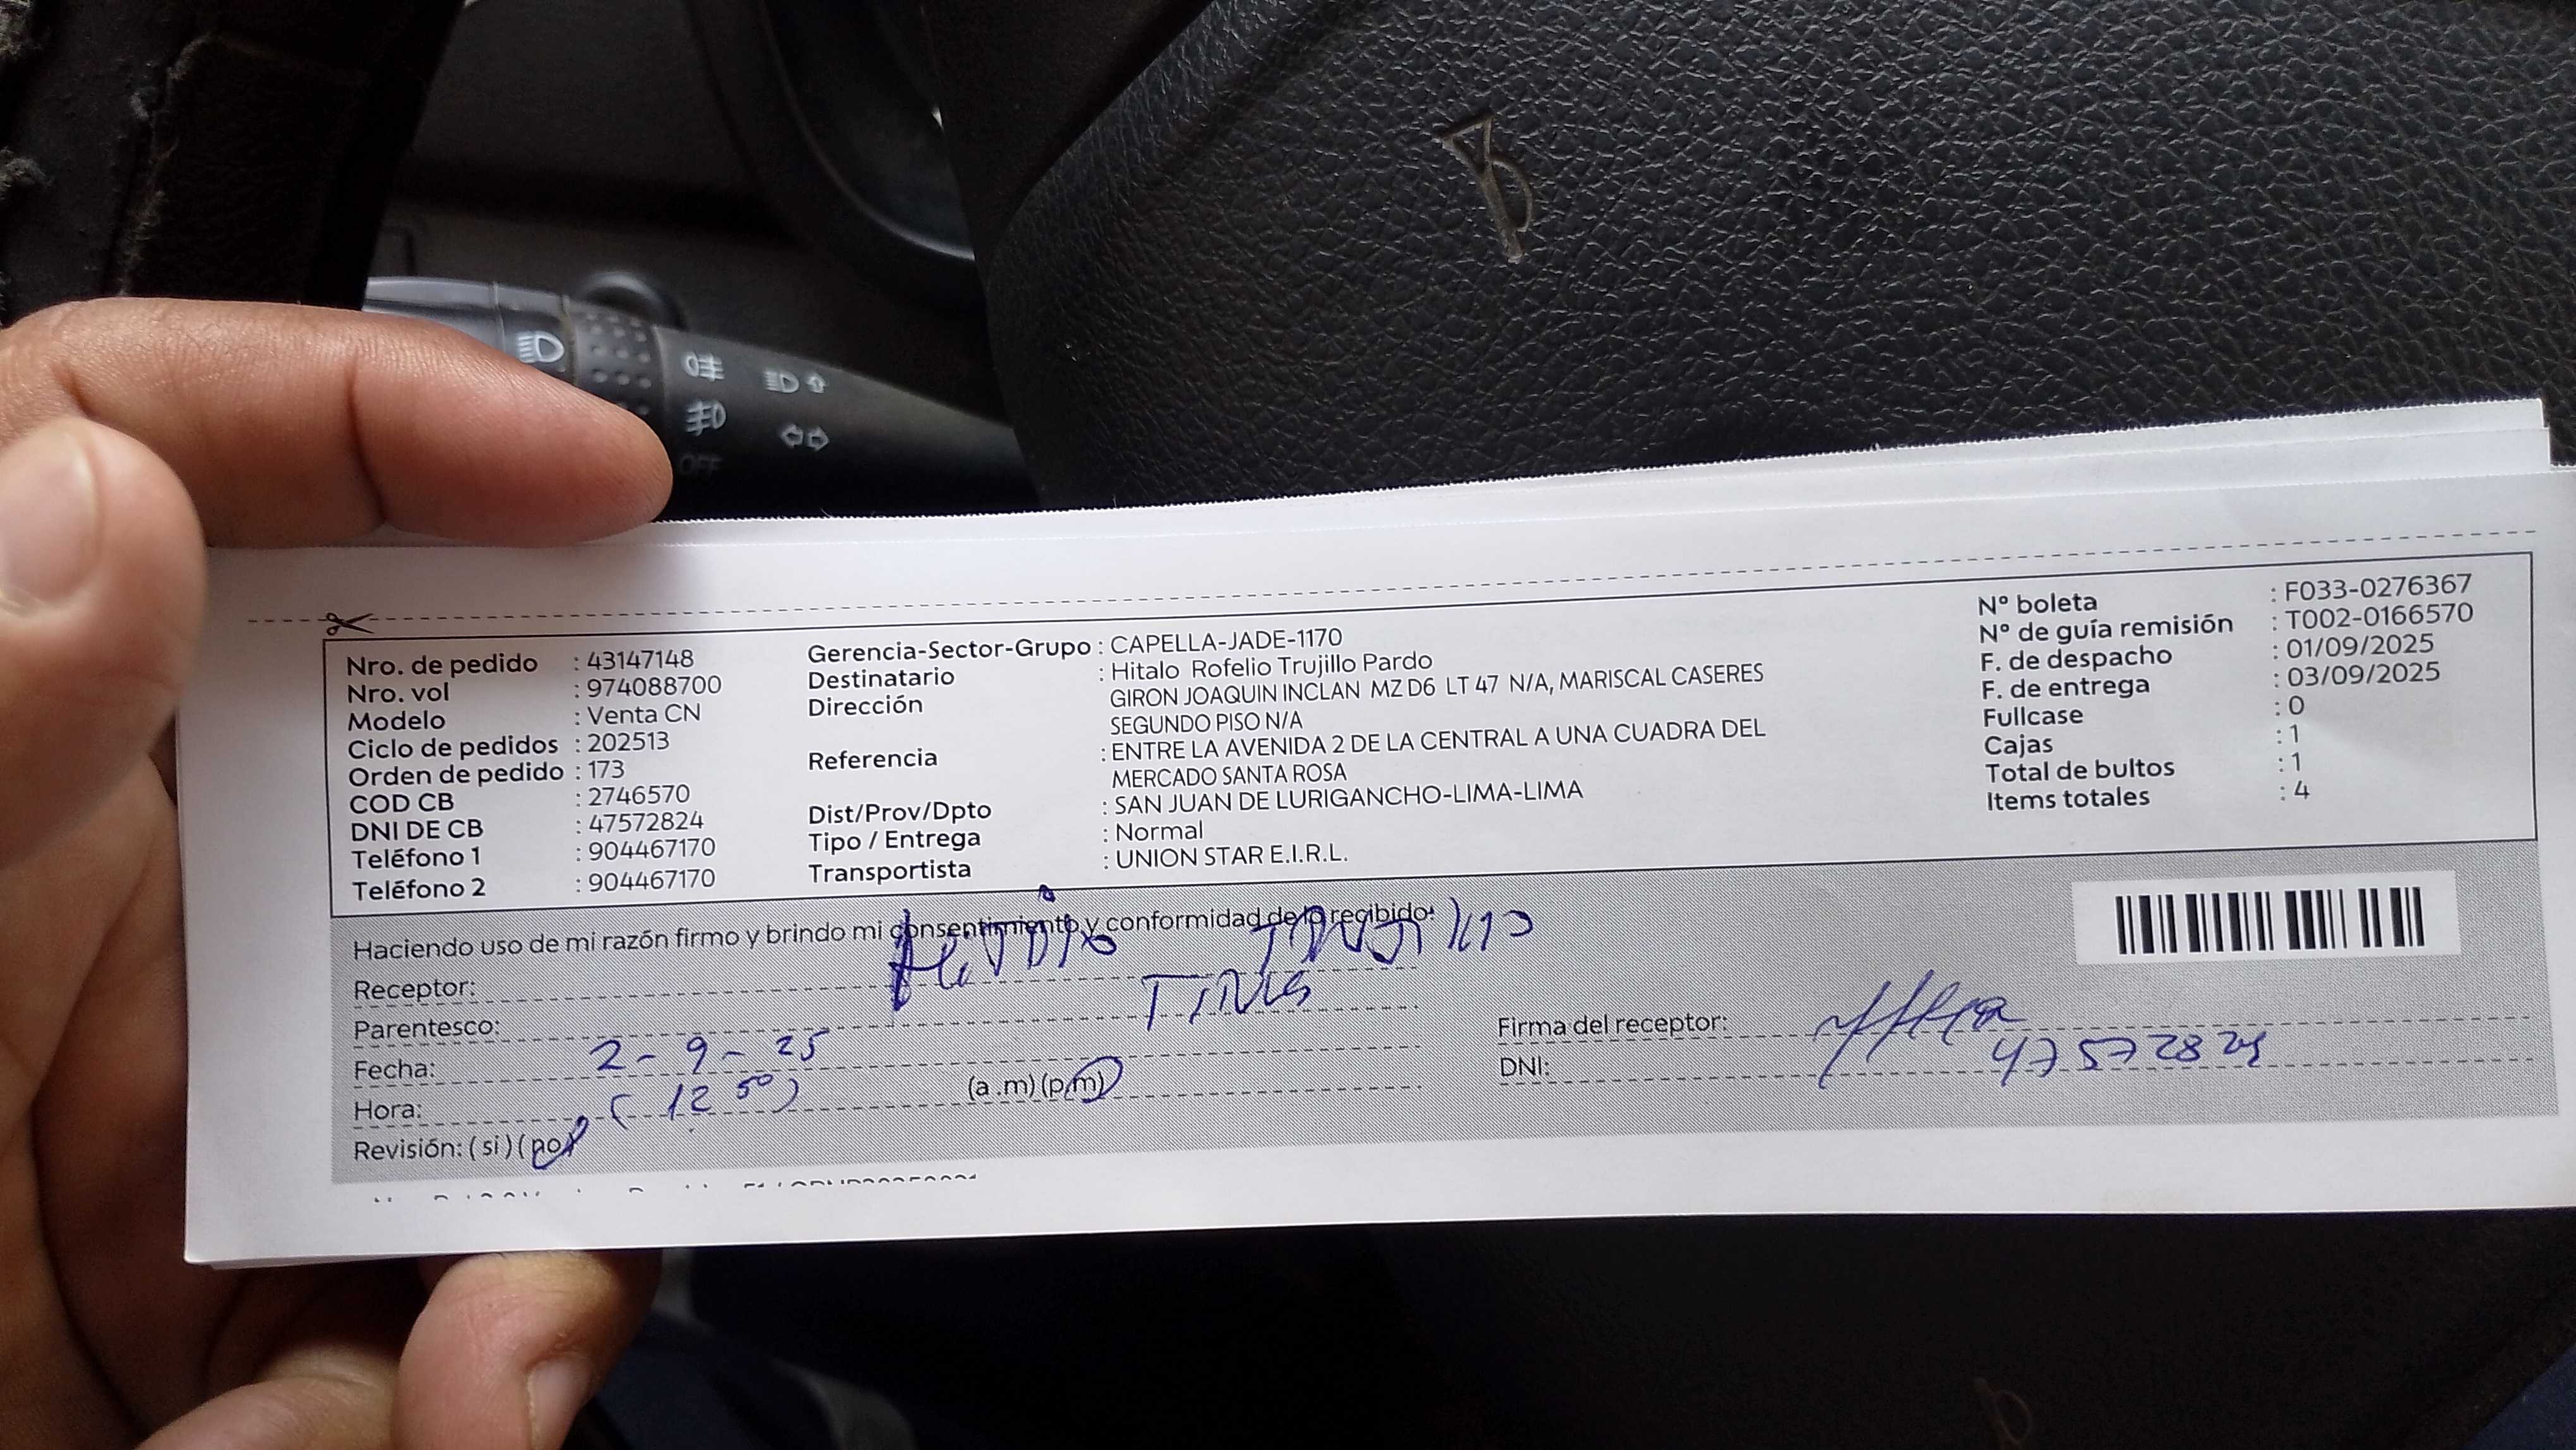 OFF
Nro. de pedido : 43147148
Nro. vol : 974088700
Modelo : Venta CN
Ciclo de pedidos : 202513
Orden de pedido : 173
COD CB : 2746570
DNI DE CB : 47572824
Teléfono 1 : 904467170
Teléfono 2 : 904467170
Gerencia-Sector-Grupo : CAPELLA-JADE-1170
Destinatario : Hitalo Rofelio Trujillo Pardo
Dirección GIRON JOAQUIN INCLAN MZ D6 LT 47 N/A, MARISCAL CASERES
SEGUNDO PISO N/A
Referencia : ENTRE LA AVENIDA 2 DE LA CENTRAL A UNA CUADRA DEL
MERCADO SANTA ROSA
Dist/Prov/Dpto : SAN JUAN DE LURIGANCHO-LIMA-LIMA
Tipo / Entrega : Normal
Transportista : UNION STAR E.I.R.L.
N° boleta : F033-0276367
N° de guía remisión : T002-0166570
F. de despacho : 01/09/2025
F. de entrega : 03/09/2025
Fullcase : 0
Cajas : 1
Total de bultos : 1
Items totales : 4
Haciendo uso de mi razón firmo y brindo mi consentimiento y conformidad de lo recibido:
Receptor:
Parentesco:
Fecha: 2-9-25
Hora: (12 50) (a.m) (p.m)
Revisión: (si) (no)
Firma del receptor:
DNI: 47572824